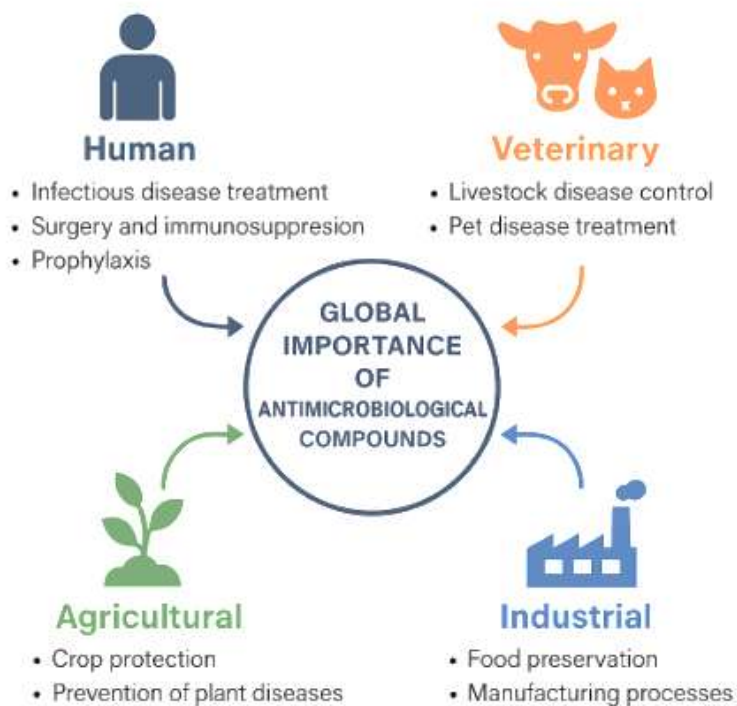 Human
• Infectious disease treatment
• Surgery and immunosuppresion
• Prophylaxis
Veterinary
• Livestock disease control
• Pet disease treatment
GLOBAL
IMPORTANCE
OF
ANTIMICROBIOLOGICAL
COMPOUNDS
Agricultural
• Crop protection
• Prevention of plant diseases
Industrial
• Food preservation
• Manufacturing processes